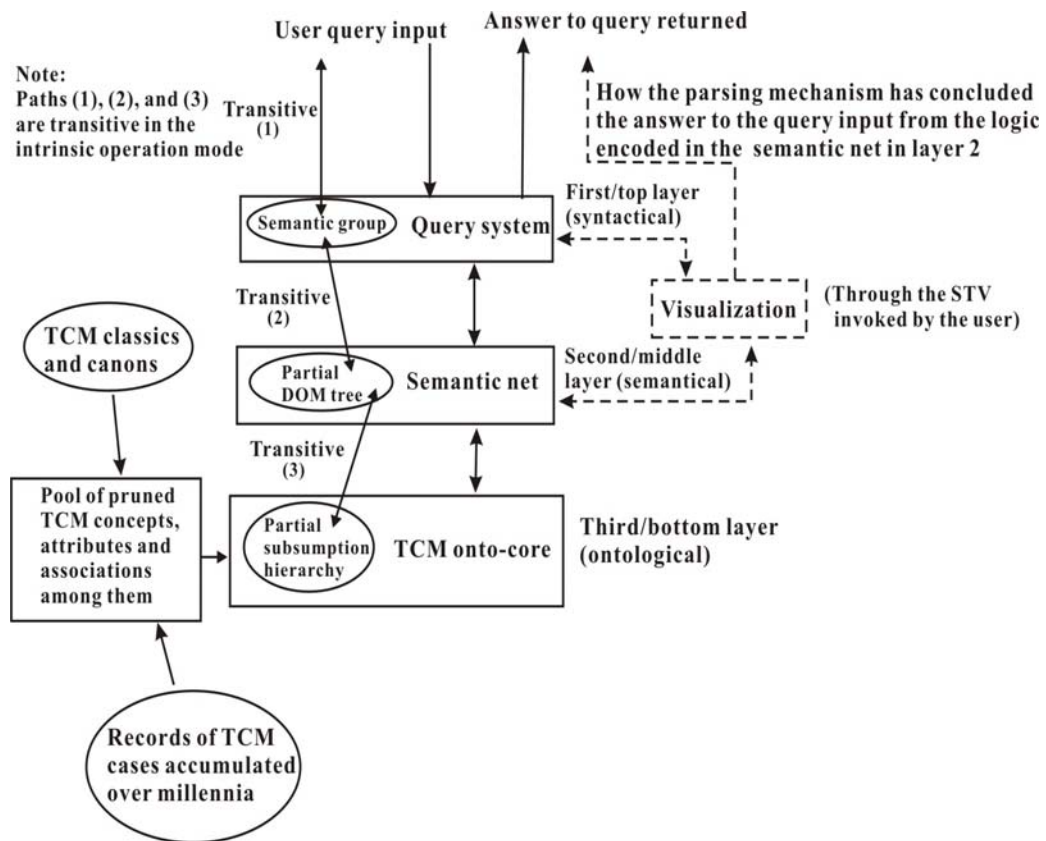 User query input
Answer to query returned
Note:
Paths (1), (2), and (3)
are transitive in the
intrinsic operation mode
Transitive
(1)
How the parsing mechanism has concluded
the answer to the query input from the logic
encoded in the semantic net in layer 2
First/top layer
(syntactical)
Semantic group
Query system
Transitive
(2)
Visualization
(Through the STV
invoked by the user)
TCM classics
and canons
Partial
DOM tree
Semantic net
Second/middle
layer (semantical)
Transitive
(3)
Pool of pruned
TCM concepts,
attributes and
associations
among them
Partial
subsumption
hierarchy
TCM onto-core
Third/bottom layer
(ontological)
Records of TCM
cases accumulated
over millennia